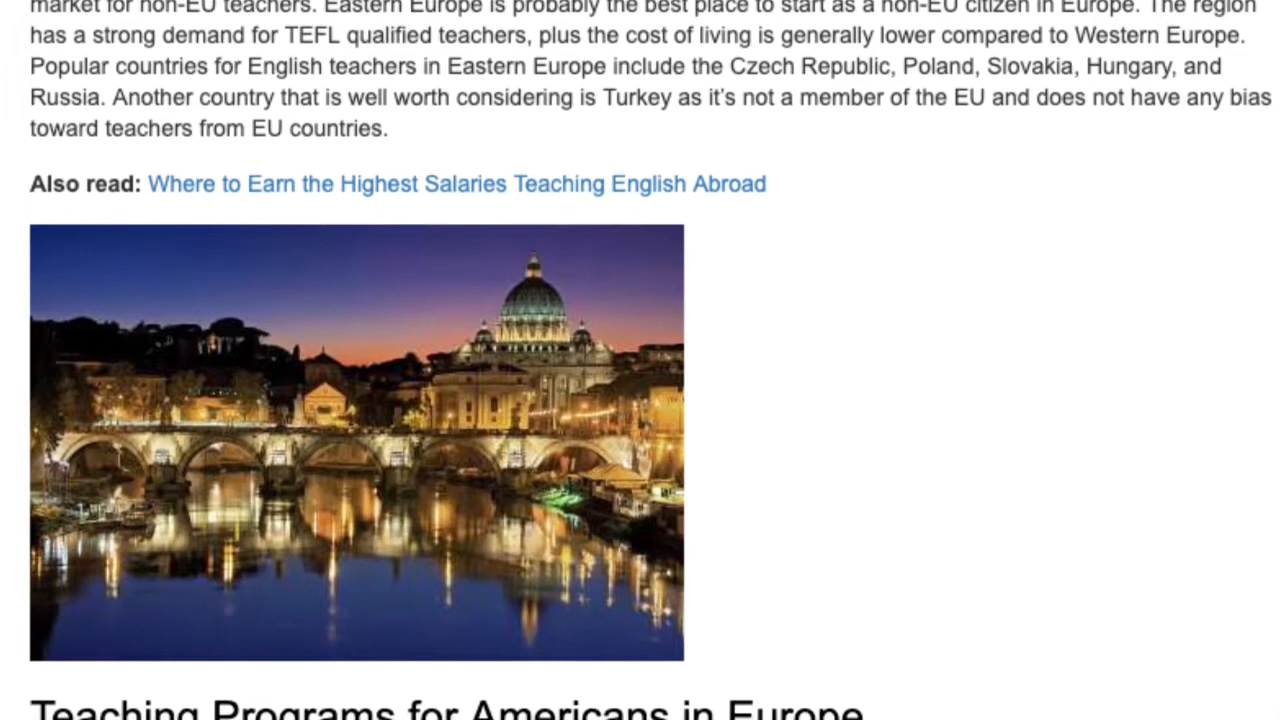 market for non-EU teachers. Eastern Europe is probably the best place to start as a non-EU citizen in Europe. The region
has a strong demand for TEFL qualified teachers, plus the cost of living is generally lower compared to Western Europe.
Popular countries for English teachers in Eastern Europe include the Czech Republic, Poland, Slovakia, Hungary, and
Russia. Another country that is well worth considering is Turkey as it’s not a member of the EU and does not have any bias
toward teachers from EU countries.
Also read: Where to Earn the Highest Salaries Teaching English Abroad
Teaching Programs for Americans in Europe